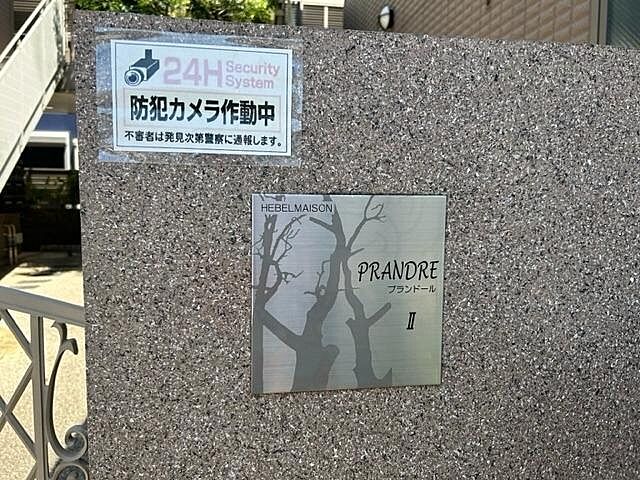 24H Security
System
防犯カメラ作動中
不審者は発見次第警察に通報します。
HEBELMAISON
PRANDRE
プランドール
II